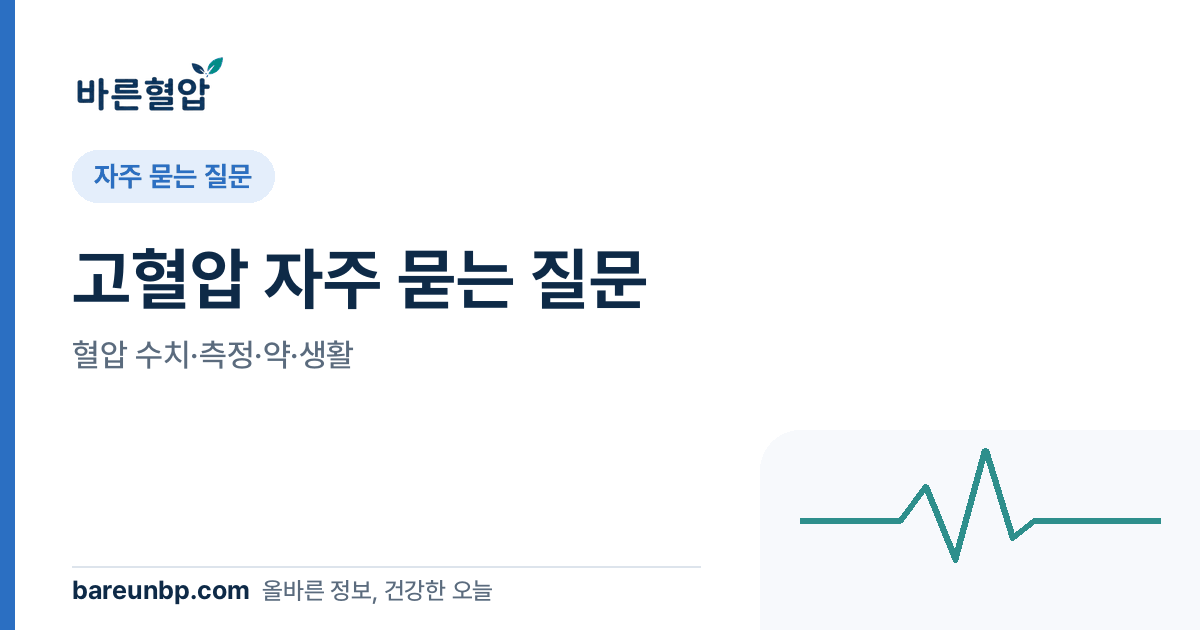 바른혈압
자주 묻는 질문
고혈압 자주 묻는 질문
혈압 수치·측정·약·생활
bareunbp.com 올바른 정보, 건강한 오늘